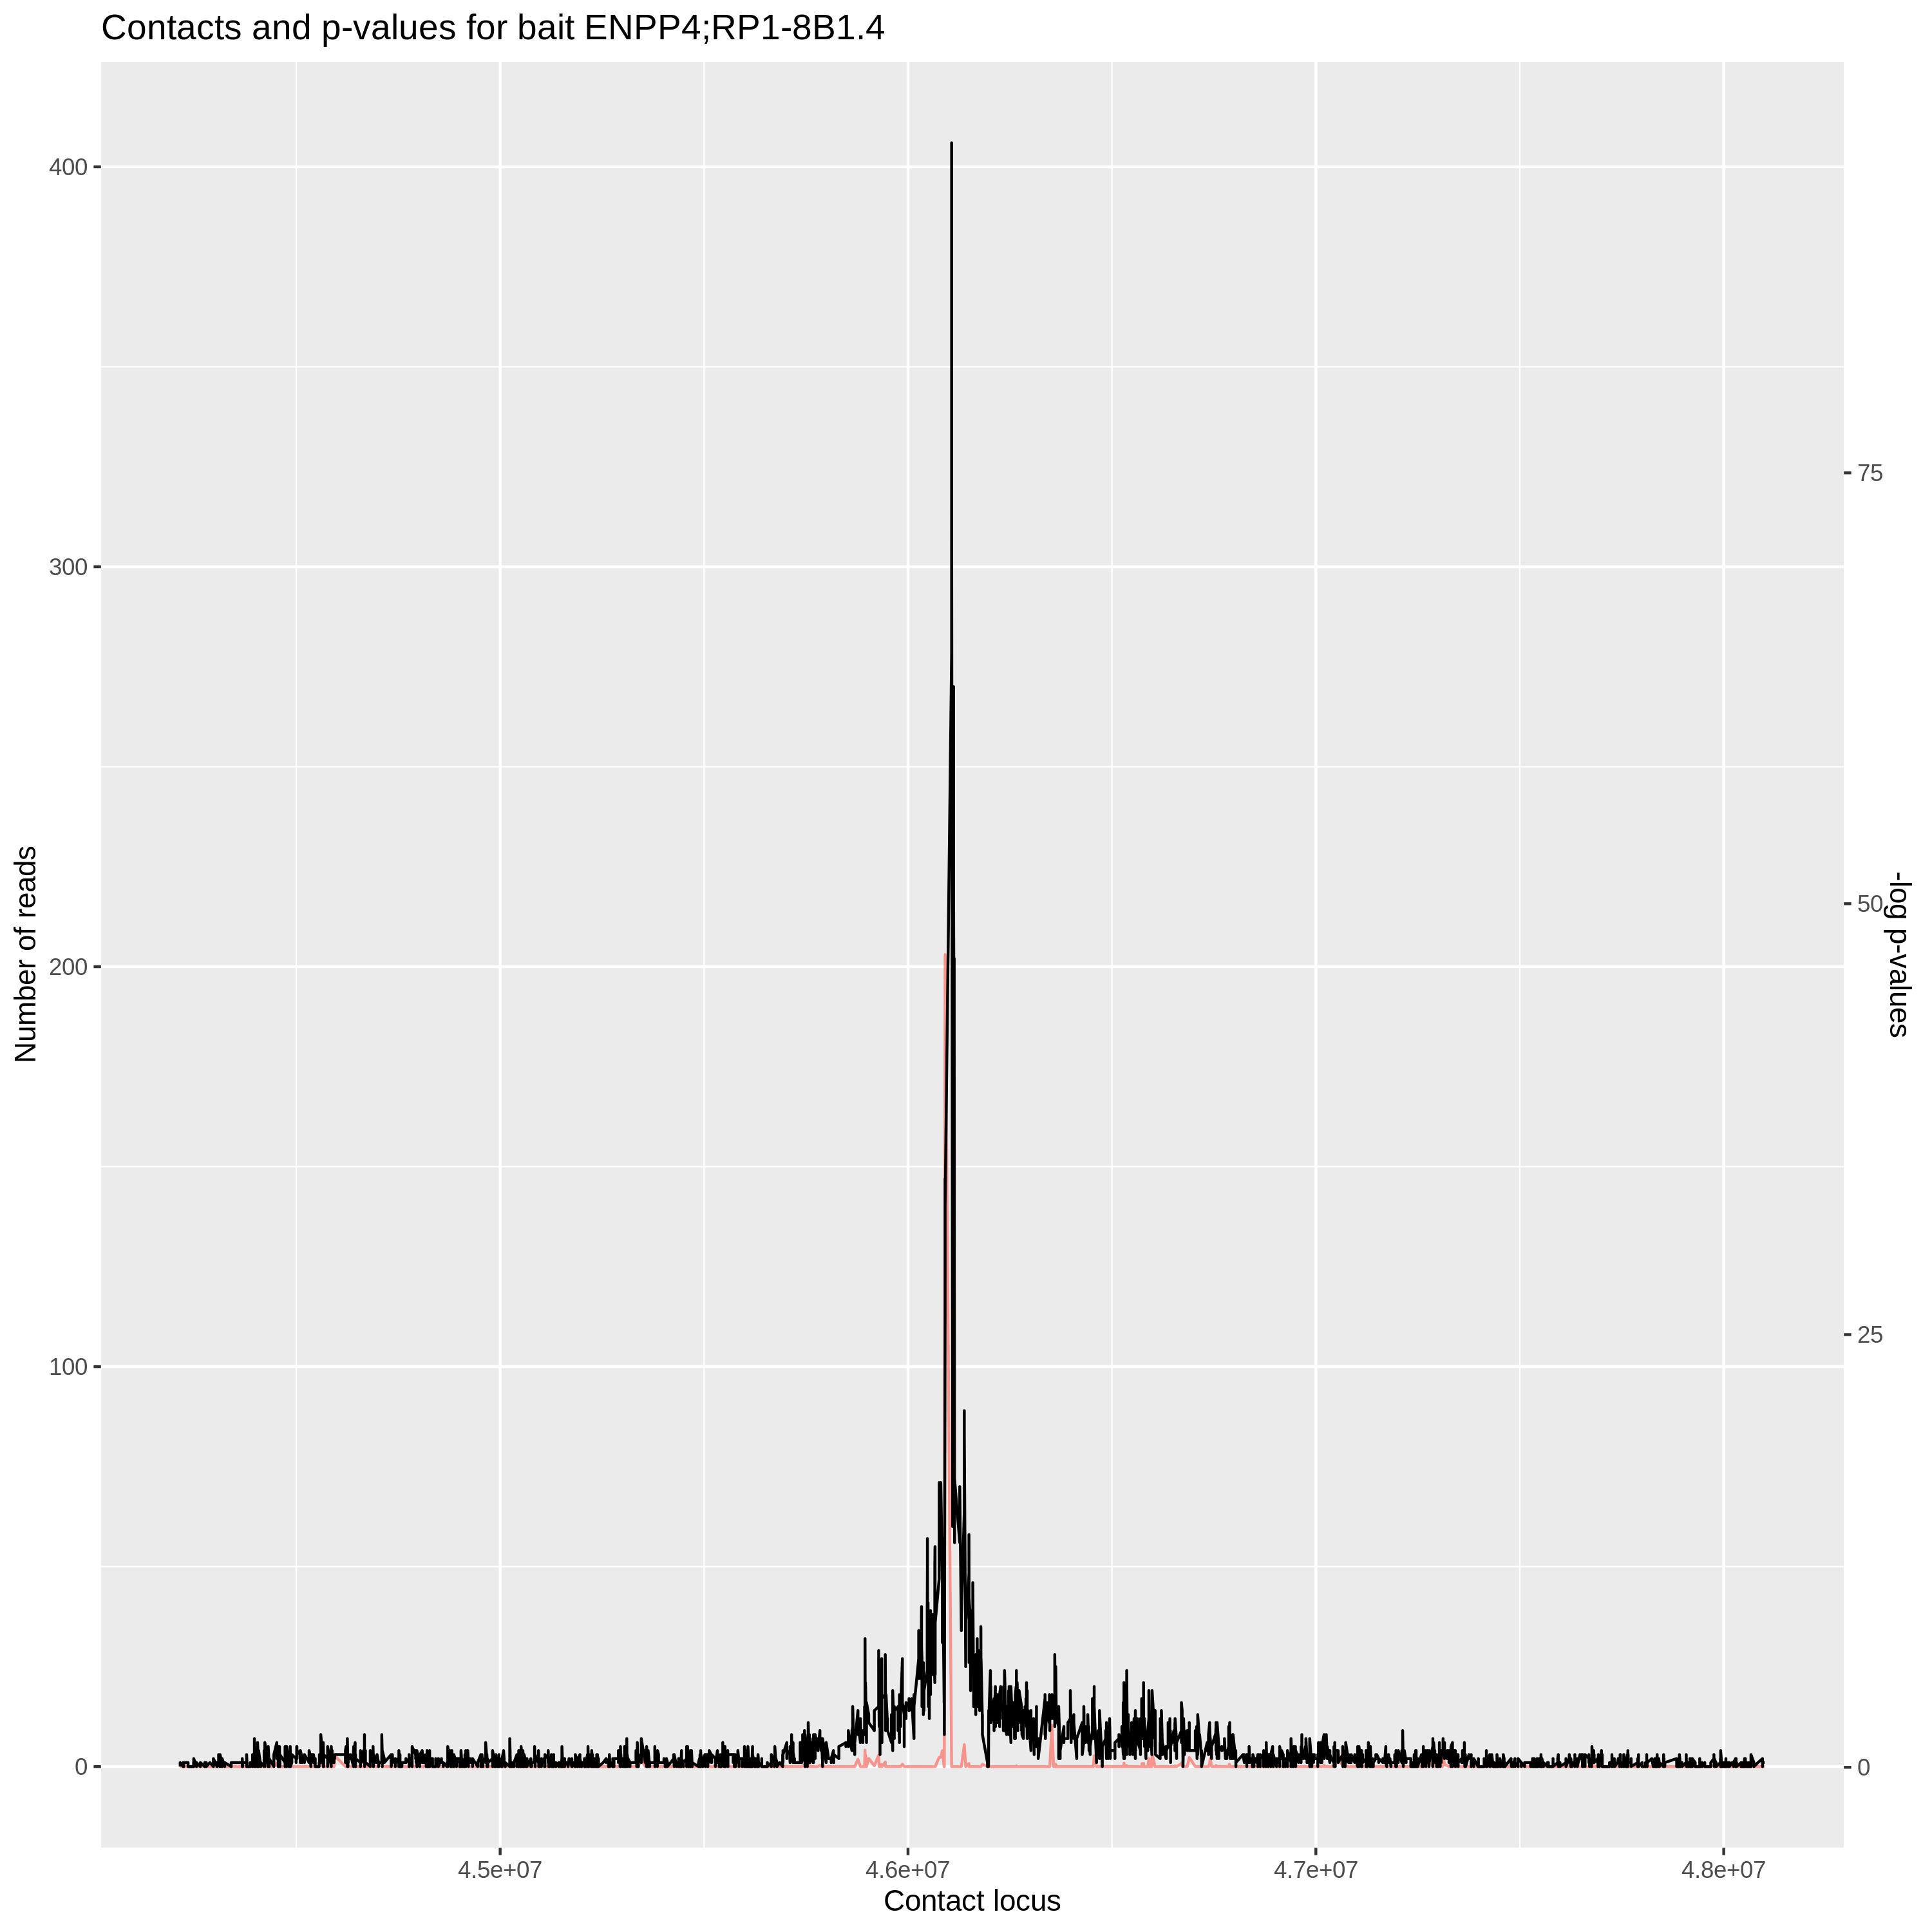 Contacts and p-values for bait ENPP4;RP1-8B1.4
400
300
200
100
0
Number of reads
75
50
25
0
-log p-values
4.5e+07
4.6e+07
4.7e+07
4.8e+07
Contact locus